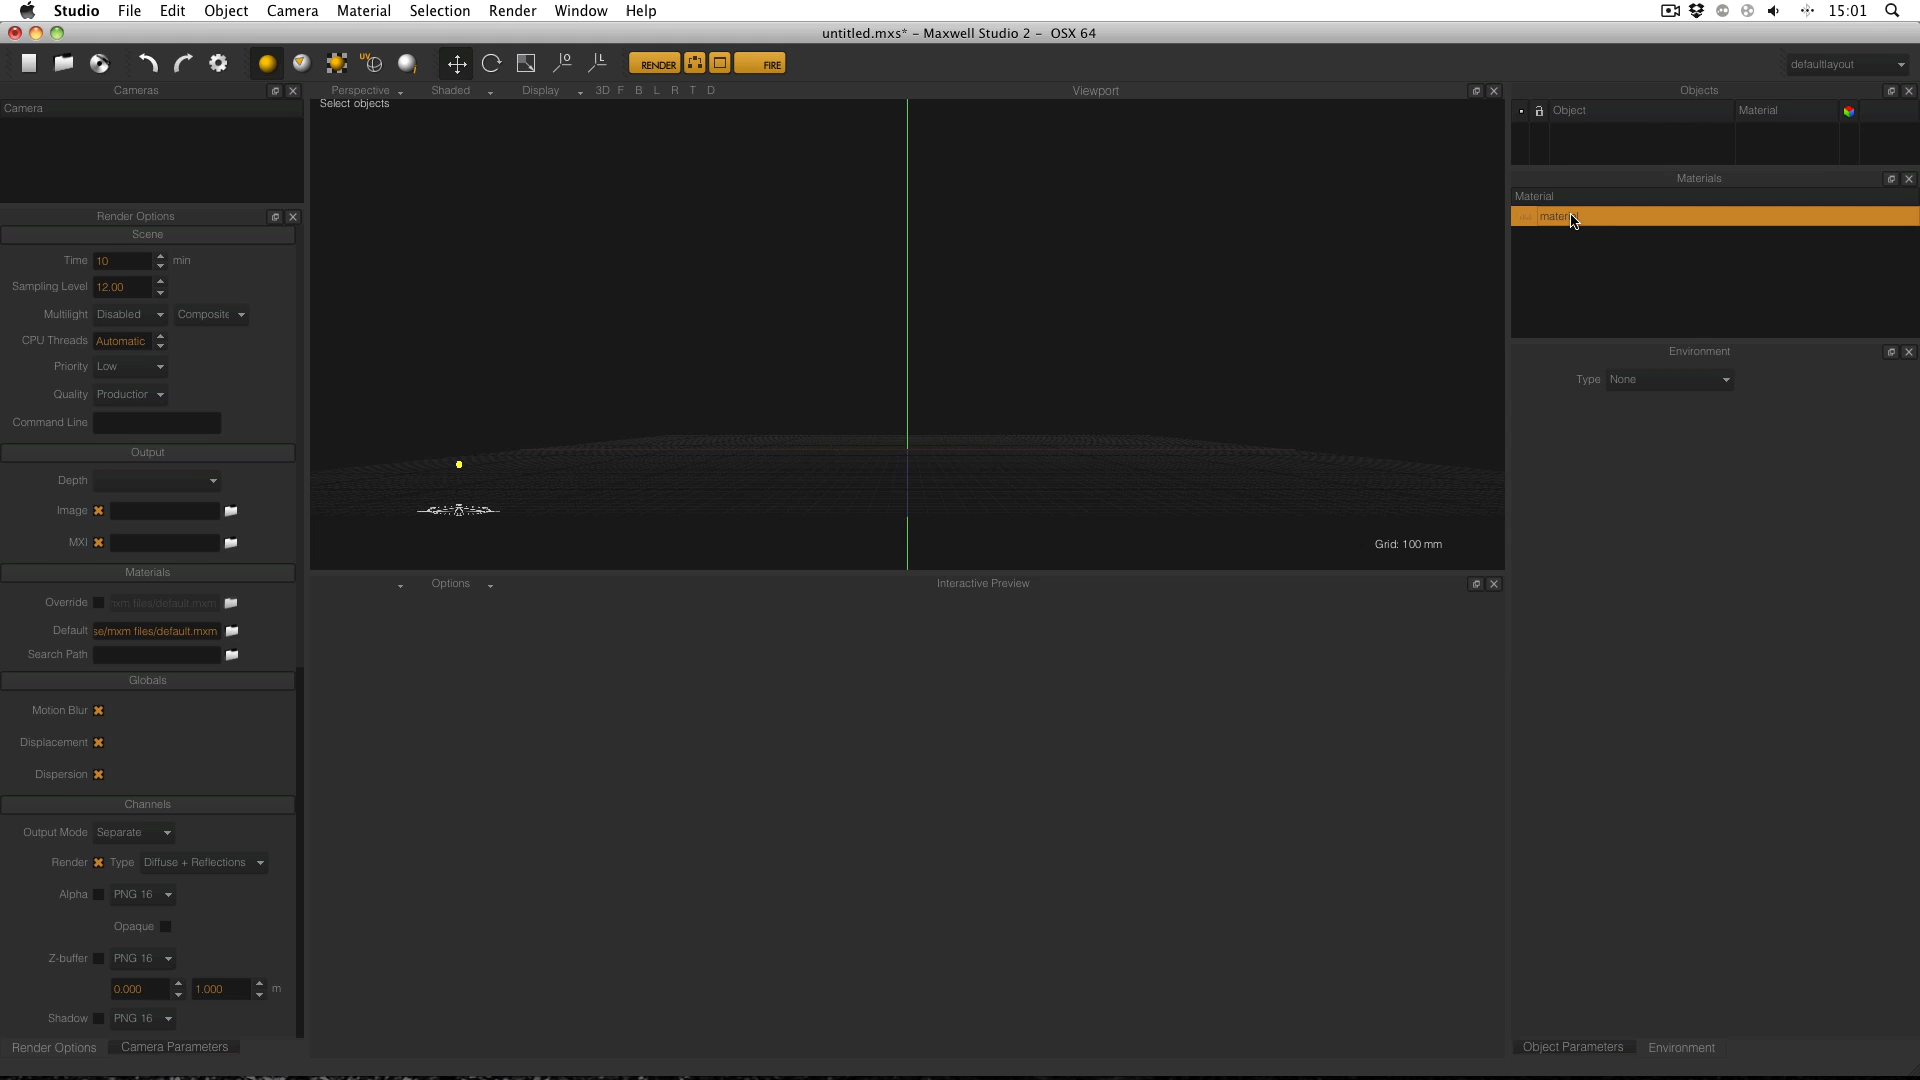 Studio File Edit Object Camera Material Selection Render Window Help 15:01
untitled.mxs* - Maxwell Studio 2 - OSX 64
UV RENDER FIRE defaultlayout
Cameras Perspective Shaded Display 3D F B L R T D Viewport Objects
Camera Select objects Object Material
Materials
Material
material
Render Options
Scene
Time 10 min
Sampling Level 12.00
Multilight Disabled Composite
CPU Threads Automatic
Priority Low
Quality Production
Command Line
Output
Depth
Image
MXI
Materials
Override
Default se/mxm files/default.mxm
Search Path
Globals
Motion Blur
Displacement
Dispersion
Channels
Output Mode Separate
Render Type Diffuse + Reflections
Alpha PNG 16
Opaque
Z-buffer PNG 16
0.000 1.000 m
Shadow PNG 16
Render Options Camera Parameters
Grid: 100 mm
Options Interactive Preview
Environment
Type None
Object Parameters Environment